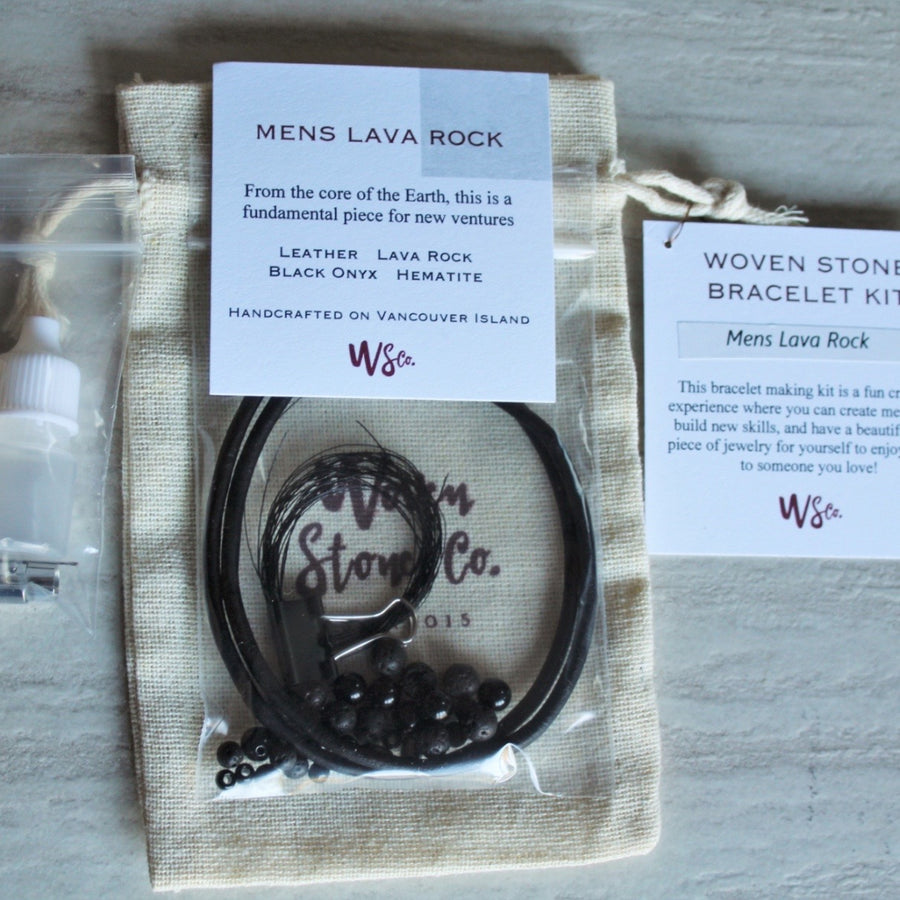 MENS LAVA ROCK
From the core of the Earth, this is a
fundamental piece for new ventures
LEATHER LAVA ROCK
BLACK ONYX HEMATITE
HANDCRAFTED ON VANCOUVER ISLAND
WSCo.
Woven
Stone Co.
2015
WOVEN STONE
BRACELET KIT
Mens Lava Rock
This bracelet making kit is a fun
experience where you can create
build new skills, and have a
piece of jewelry for yourself to enjoy
to someone you love!
WSCo.